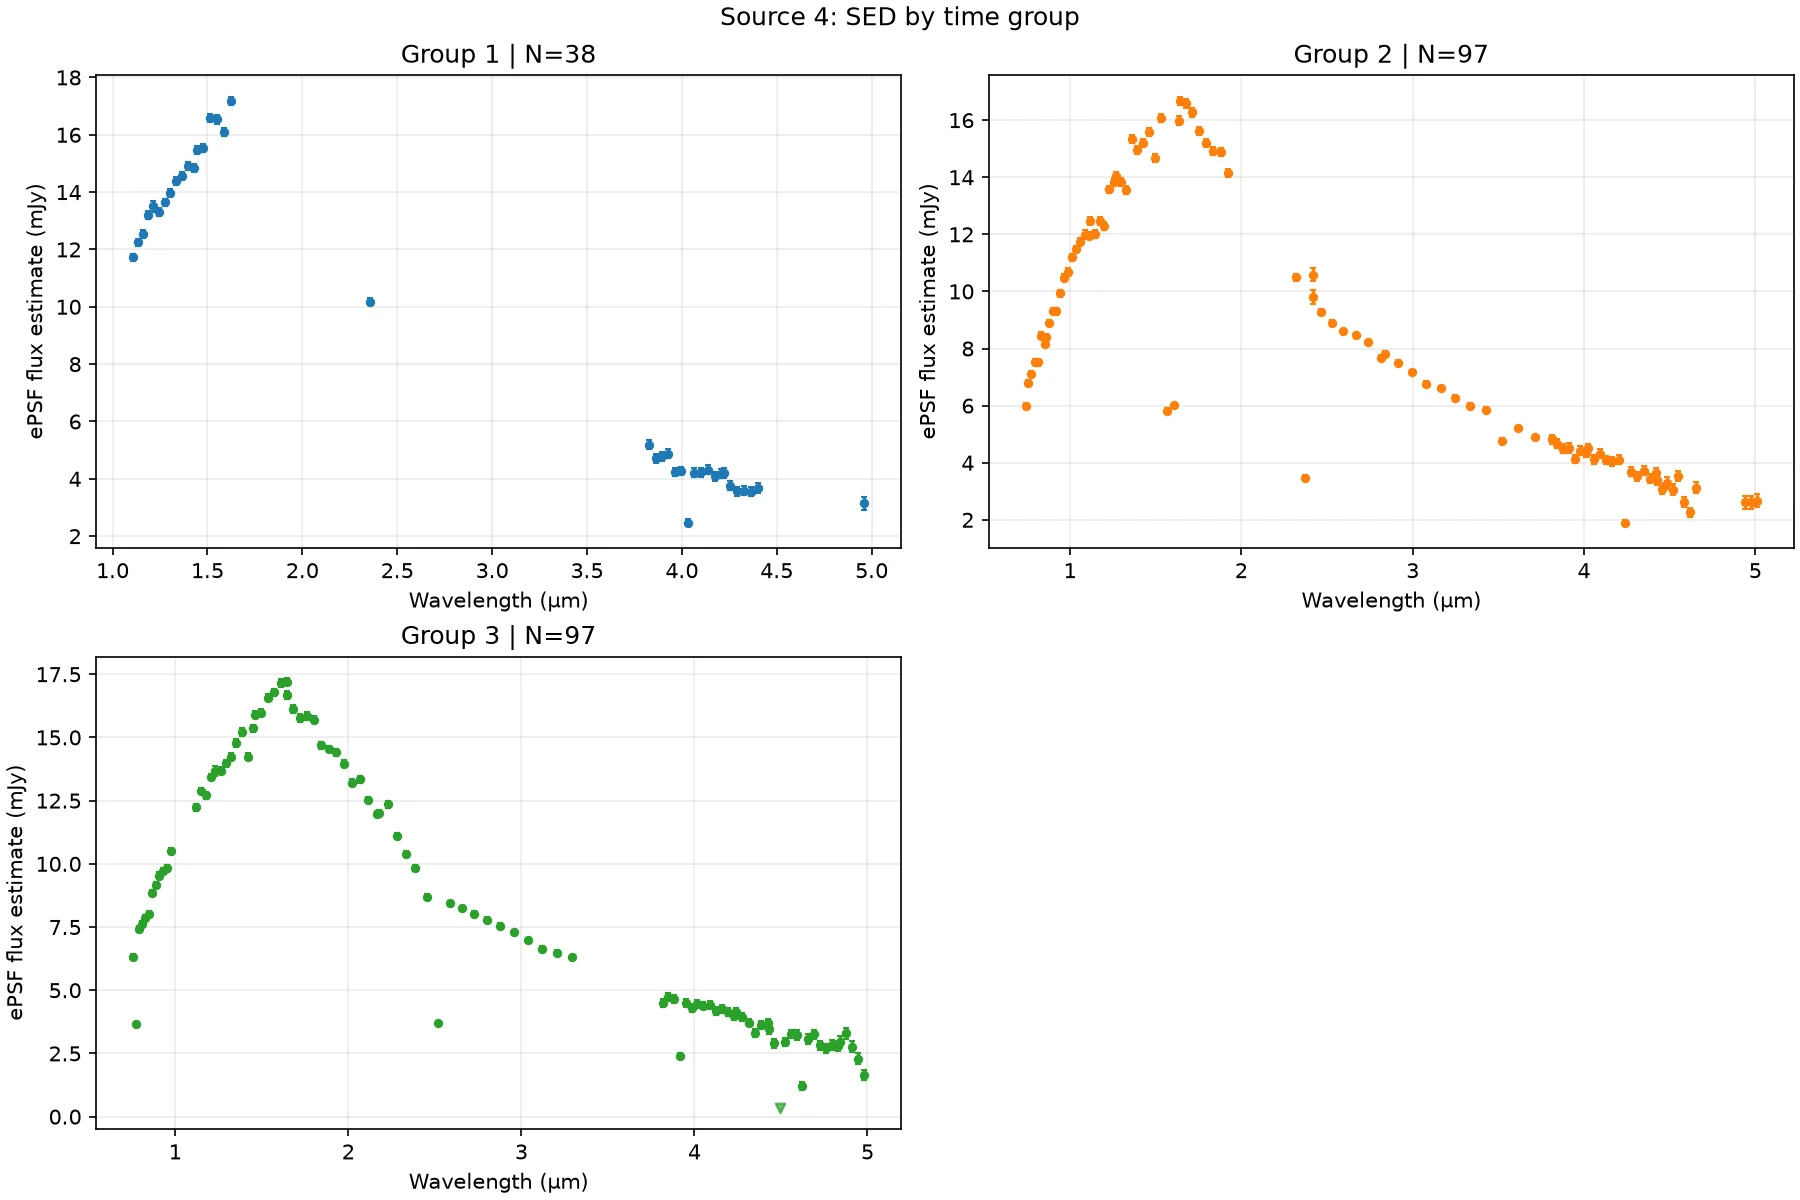 Source 4: SED by time group
Group 1 | N=38
ePSF flux estimate (mJy)
18
16
14
12
10
8
6
4
2
1.0 1.5 2.0 2.5 3.0 3.5 4.0 4.5 5.0
Wavelength (μm)
Group 2 | N=97
ePSF flux estimate (mJy)
16
14
12
10
8
6
4
2
1 2 3 4 5
Wavelength (μm)
Group 3 | N=97
ePSF flux estimate (mJy)
17.5
15.0
12.5
10.0
7.5
5.0
2.5
0.0
1 2 3 4 5
Wavelength (μm)